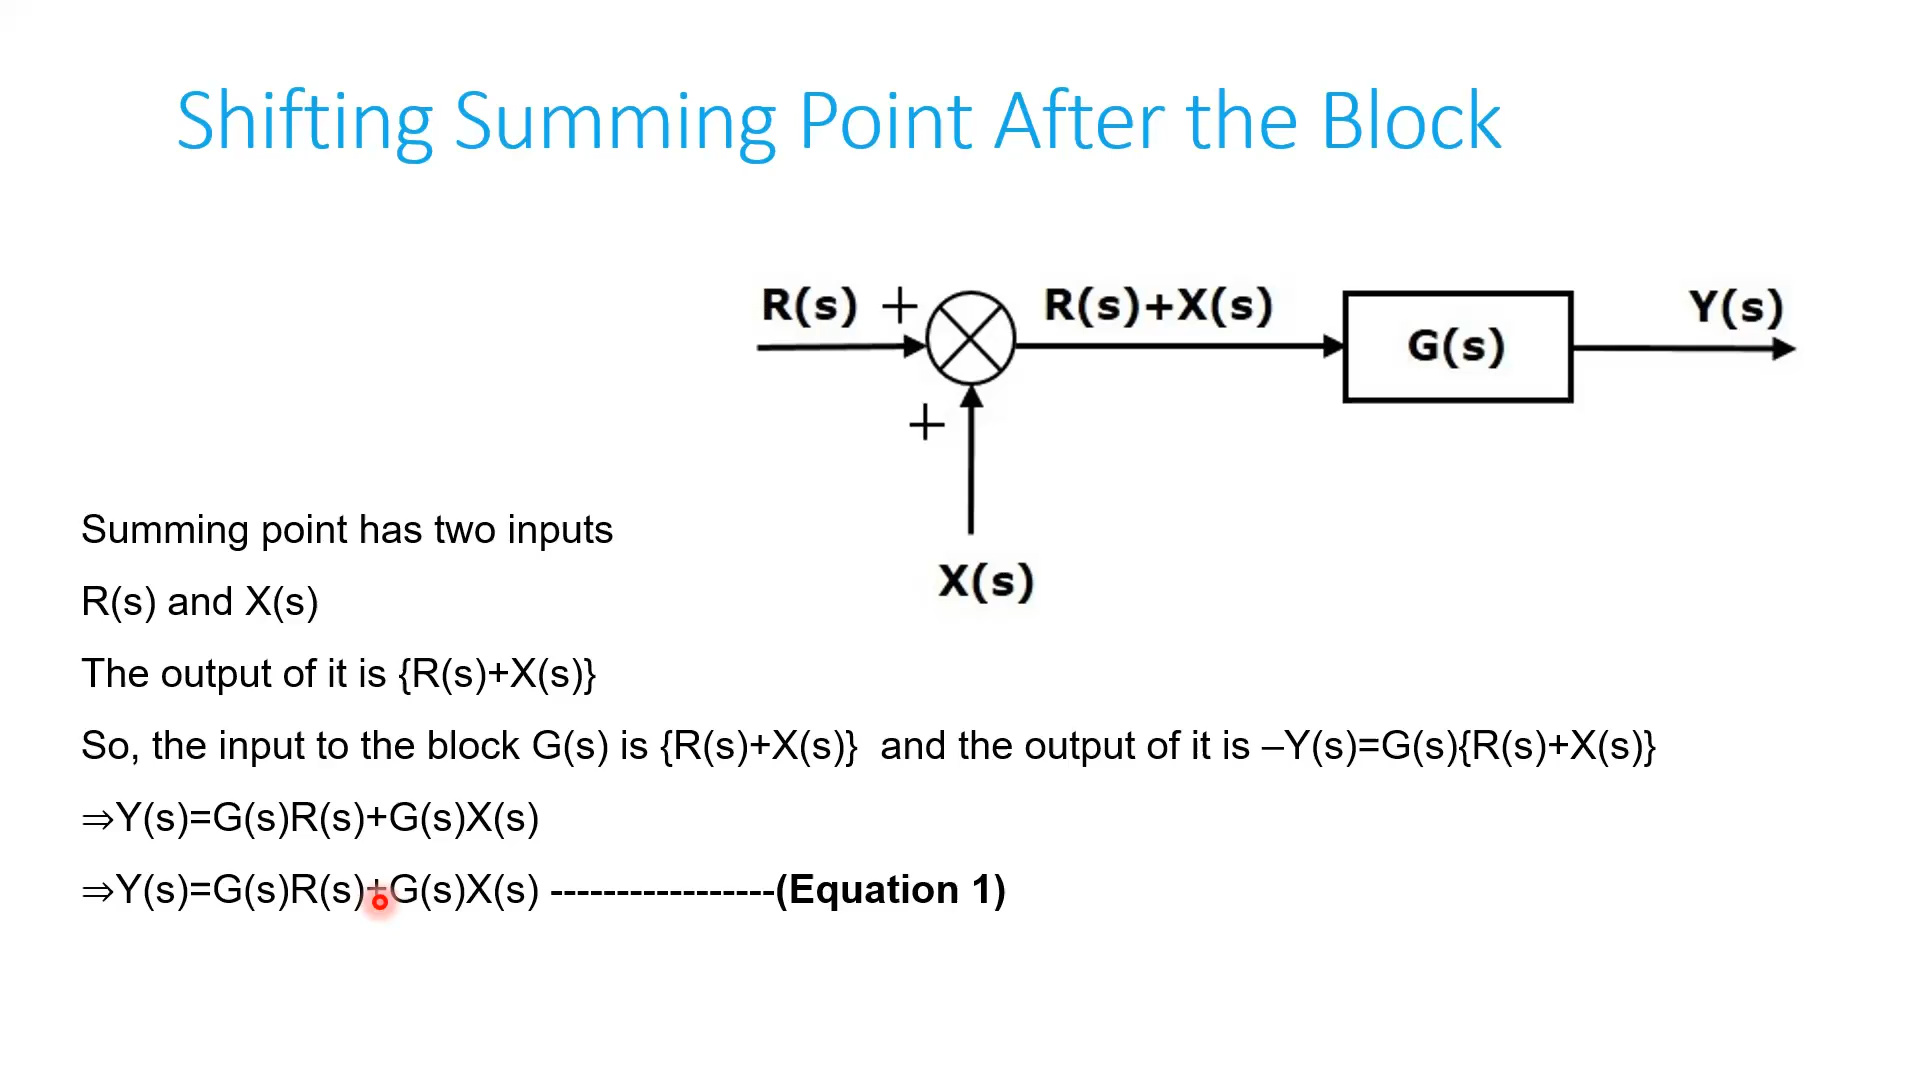 Shifting Summing Point After the Block
R(s) + R(s)+X(s) G(s) Y(s)
+
X(s)
Summing point has two inputs
R(s) and X(s)
The output of it is {R(s)+X(s)}
So, the input to the block G(s) is {R(s)+X(s)} and the output of it is –Y(s)=G(s){R(s)+X(s)}
⇒Y(s)=G(s)R(s)+G(s)X(s)
⇒Y(s)=G(s)R(s)+G(s)X(s) -----------------(Equation 1)